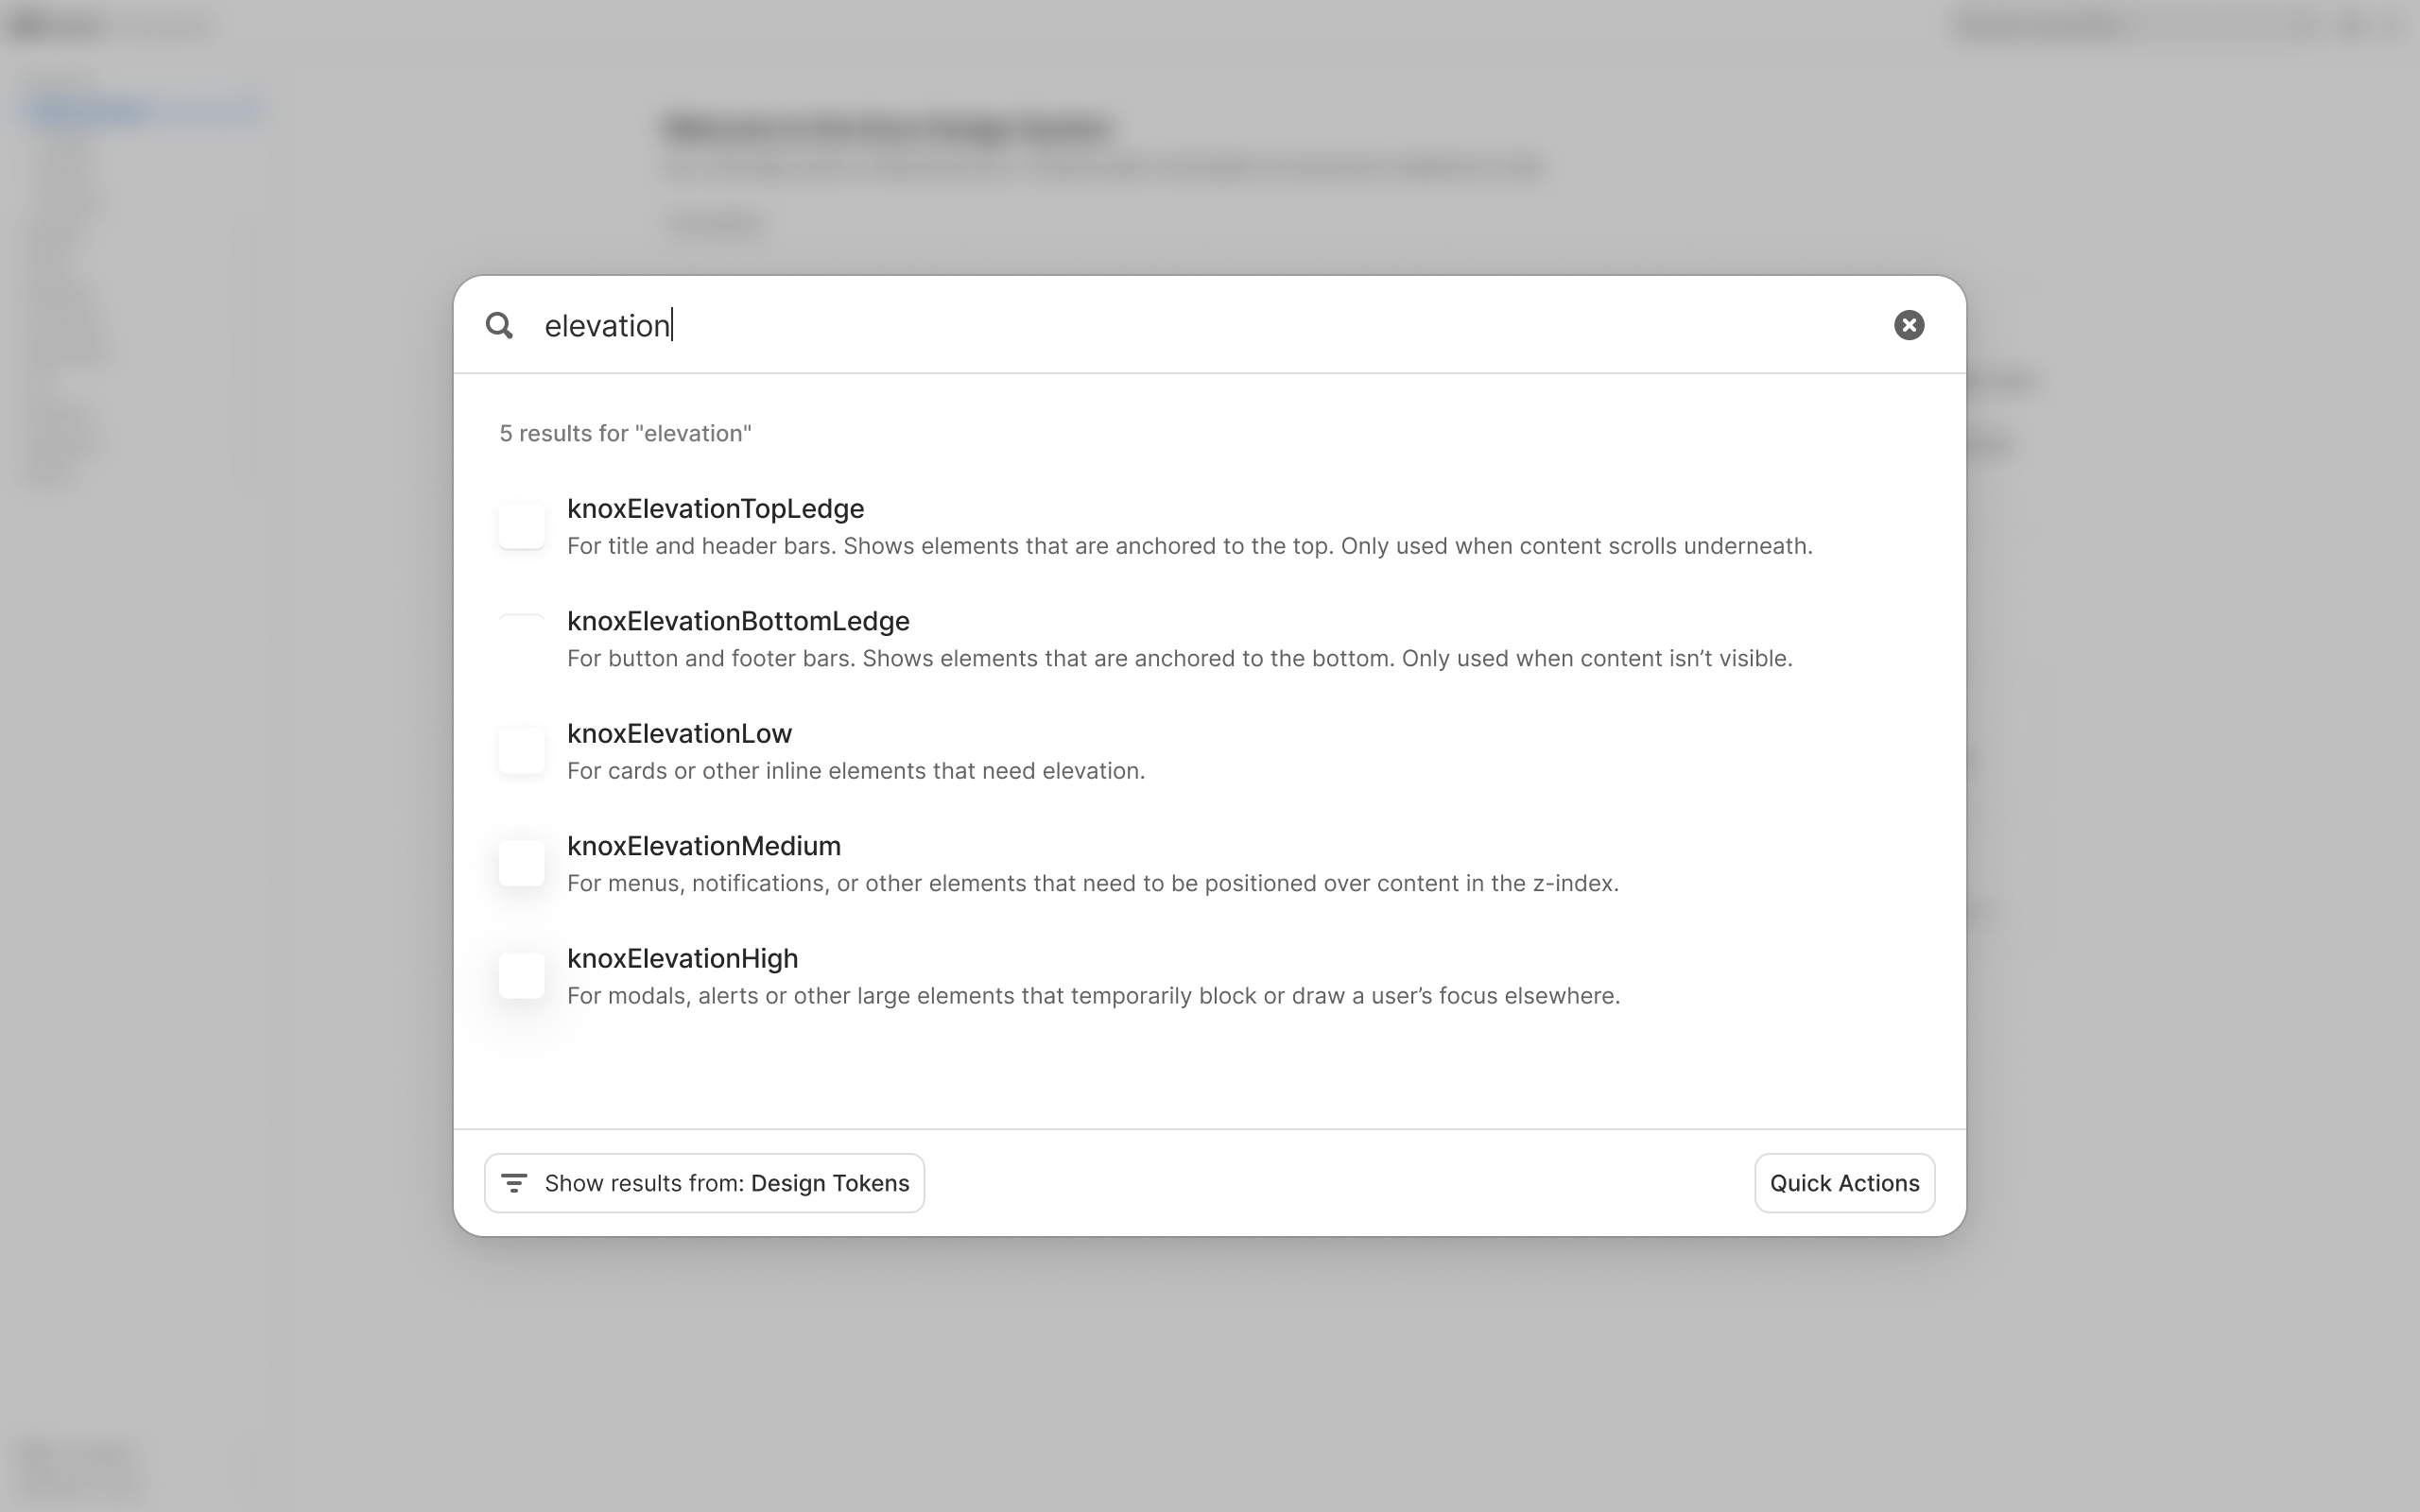 elevation
5 results for "elevation"
knoxElevationTopLedge
For title and header bars. Shows elements that are anchored to the top. Only used when content scrolls underneath.
knoxElevationBottomLedge
For button and footer bars. Shows elements that are anchored to the bottom. Only used when content isn’t visible.
knoxElevationLow
For cards or other inline elements that need elevation.
knoxElevationMedium
For menus, notifications, or other elements that need to be positioned over content in the z-index.
knoxElevationHigh
For modals, alerts or other large elements that temporarily block or draw a user’s focus elsewhere.
Show results from: Design Tokens
Quick Actions